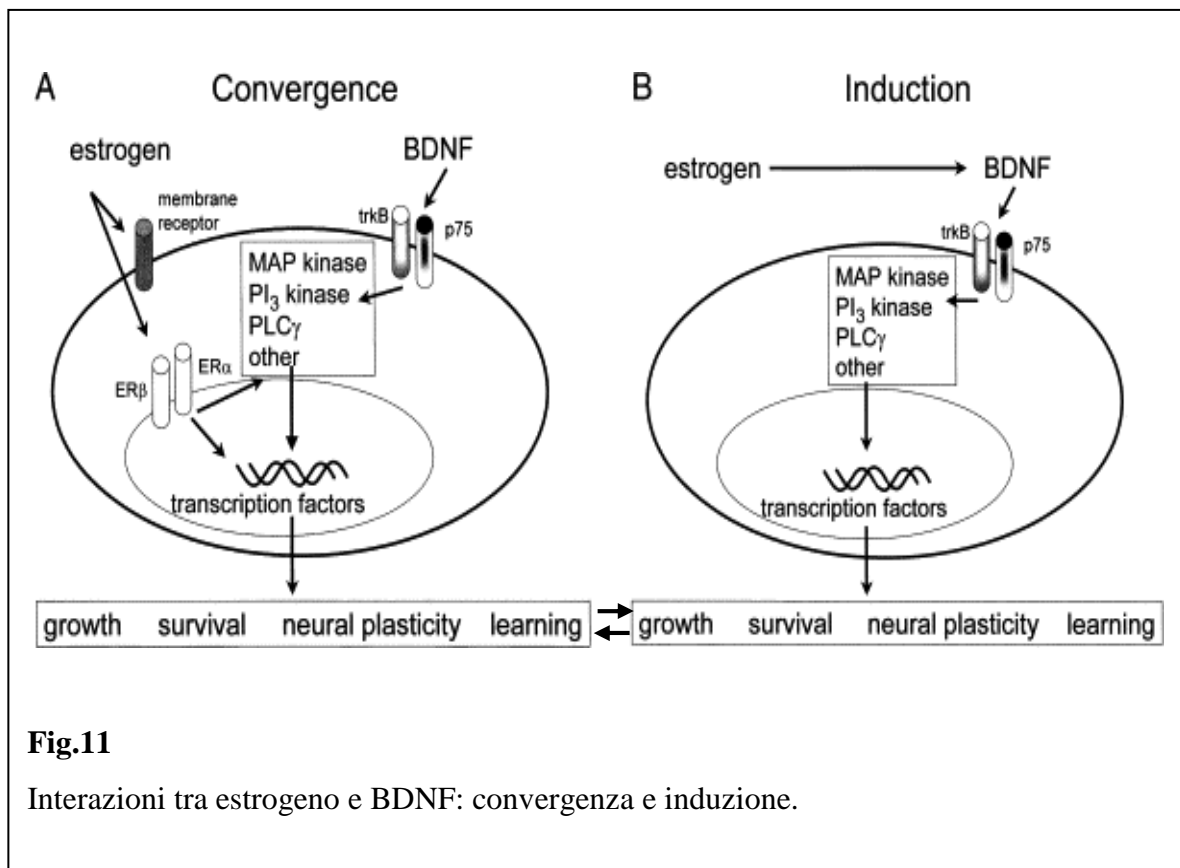 A Convergence
estrogen
BDNF
membrane
receptor
trkB
p75
MAP kinase
PI3 kinase
PLCγ
other
ERα
ERβ
transcription factors
growth survival neural plasticity learning
B Induction
estrogen
BDNF
trkB
p75
MAP kinase
PI3 kinase
PLCγ
other
transcription factors
growth survival neural plasticity learning
Fig.11
Interazioni tra estrogeno e BDNF: convergenza e induzione.